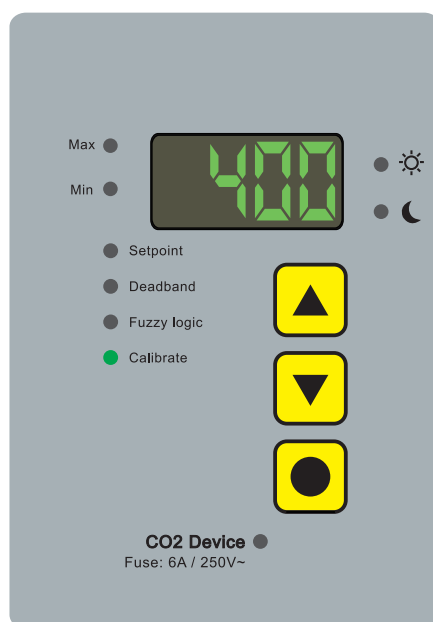 Max
400
Min
Setpoint
Deadband
Fuzzy logic
Calibrate
CO2 Device
Fuse: 6A / 250V~